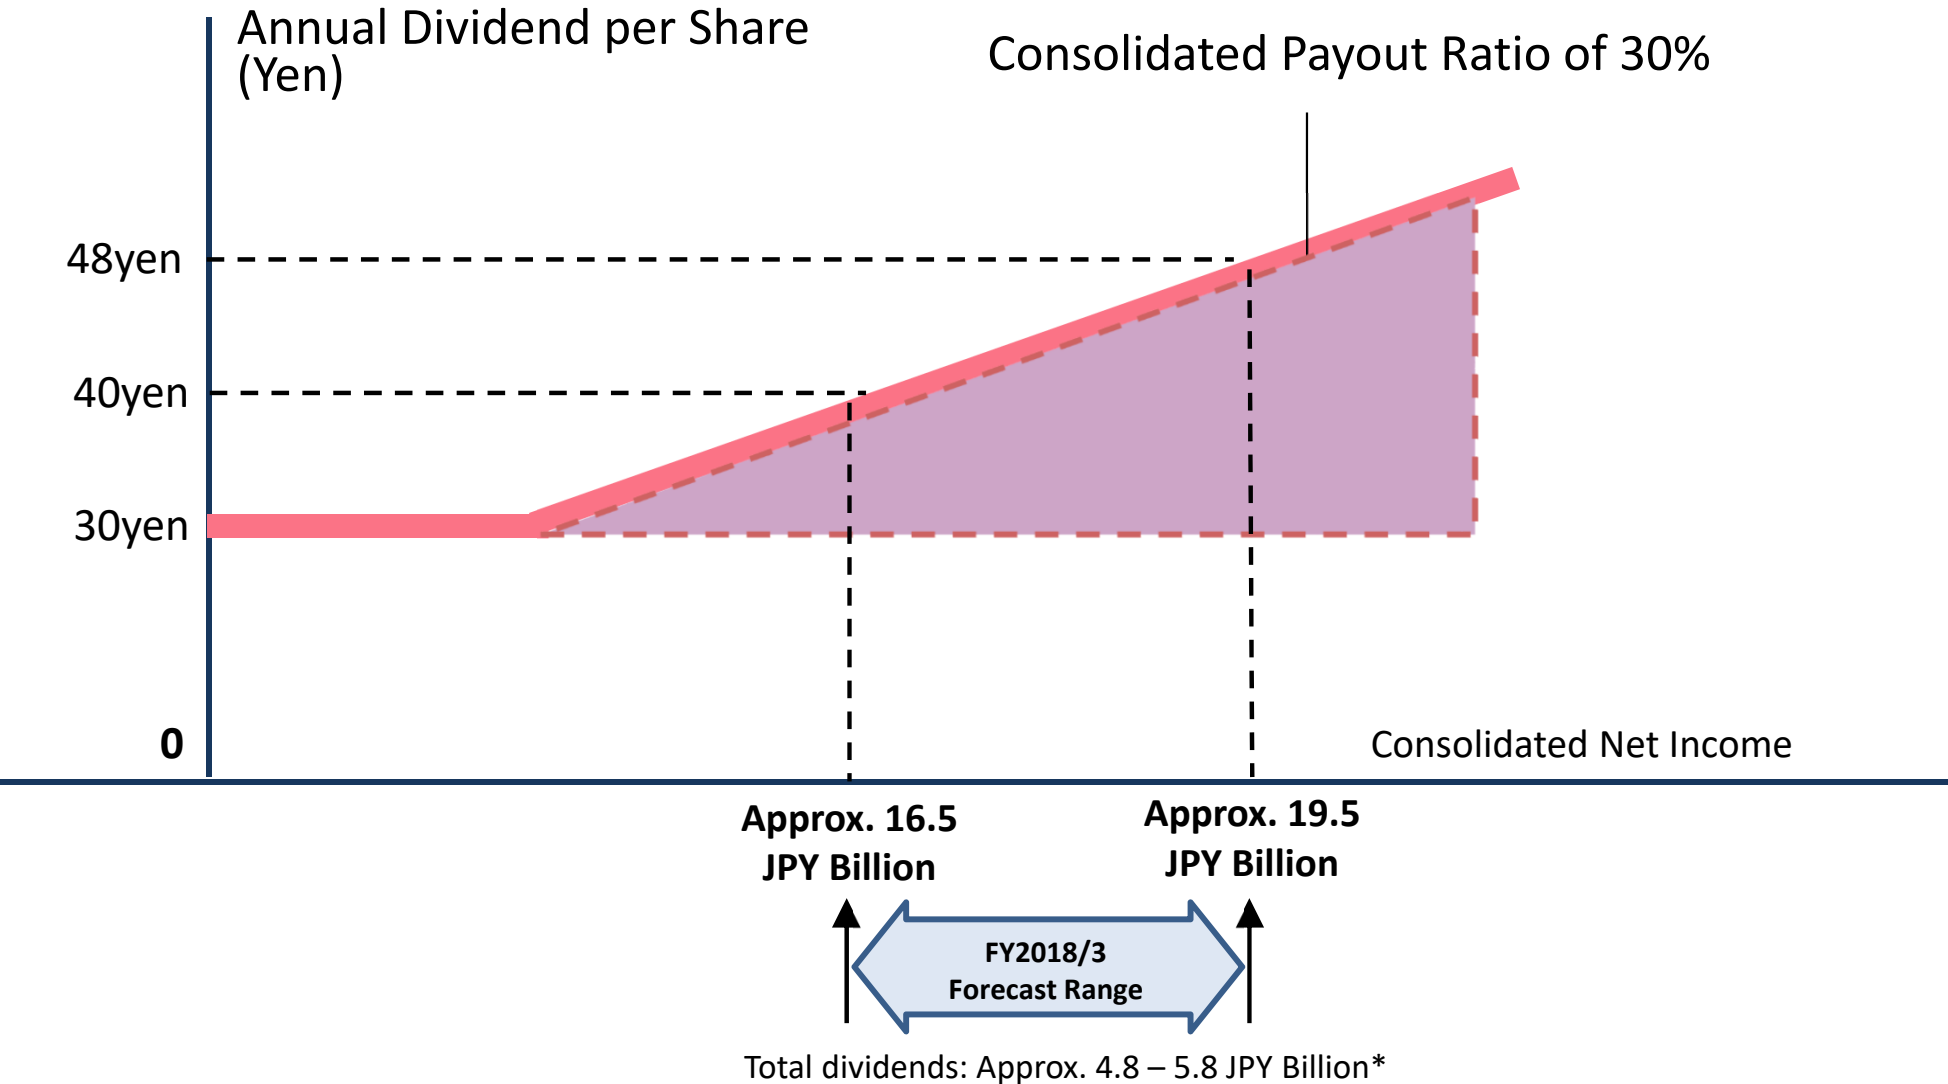 Annual Dividend per Share
(Yen)
Consolidated Payout Ratio of 30%
48yen
40yen
30yen
0
Consolidated Net Income
Approx. 16.5
JPY Billion
Approx. 19.5
JPY Billion
FY2018/3
Forecast Range
Total dividends: Approx. 4.8 – 5.8 JPY Billion*